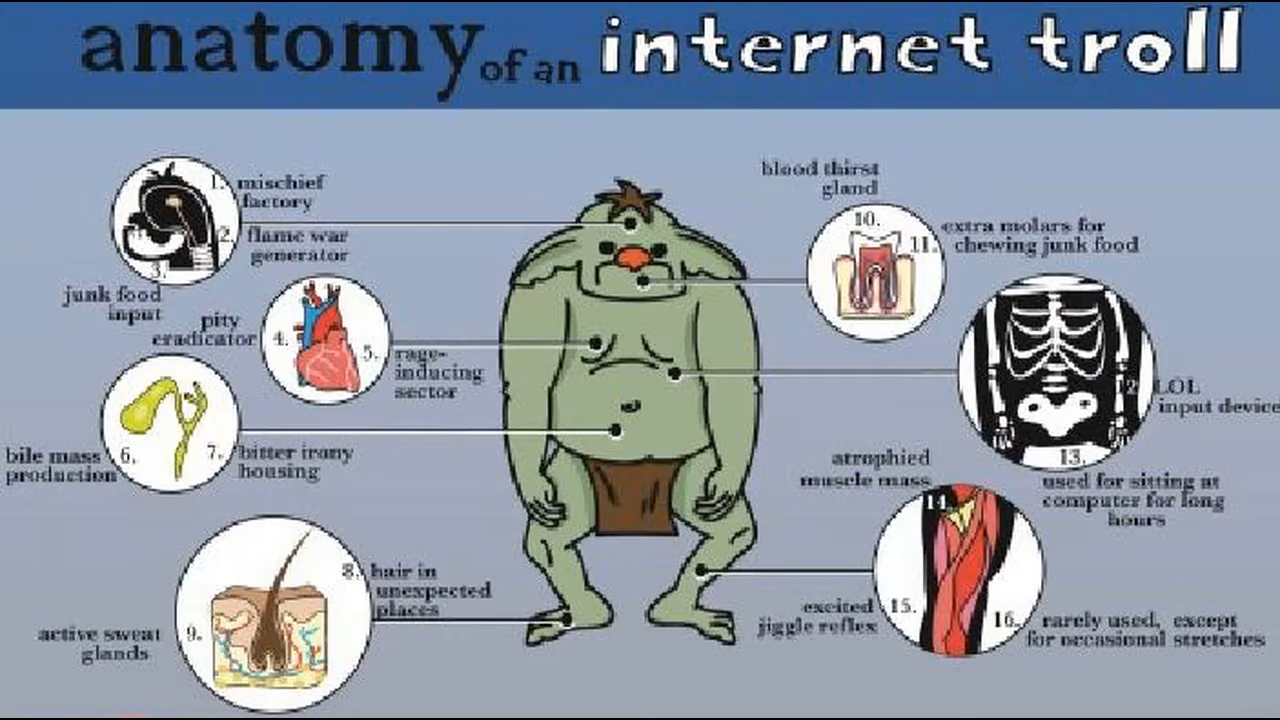 anatomy of an internet troll
1. mischief
factory
2. flame war
generator
3.
junk food
input
pity
eradicator 4.
5. rage-
inducing
sector
bile mass 6.
production
7. bitter irony
housing
8. hair in
unexpected
places
active sweat 9.
glands
blood thirst
gland
10.
11. extra molars for
chewing junk food
12. LOL
input device
13.
used for sitting at
computer for long
hours
atrophied
muscle mass
14.
excited 15.
jiggle reflex
16. rarely used, except
for occasional stretches